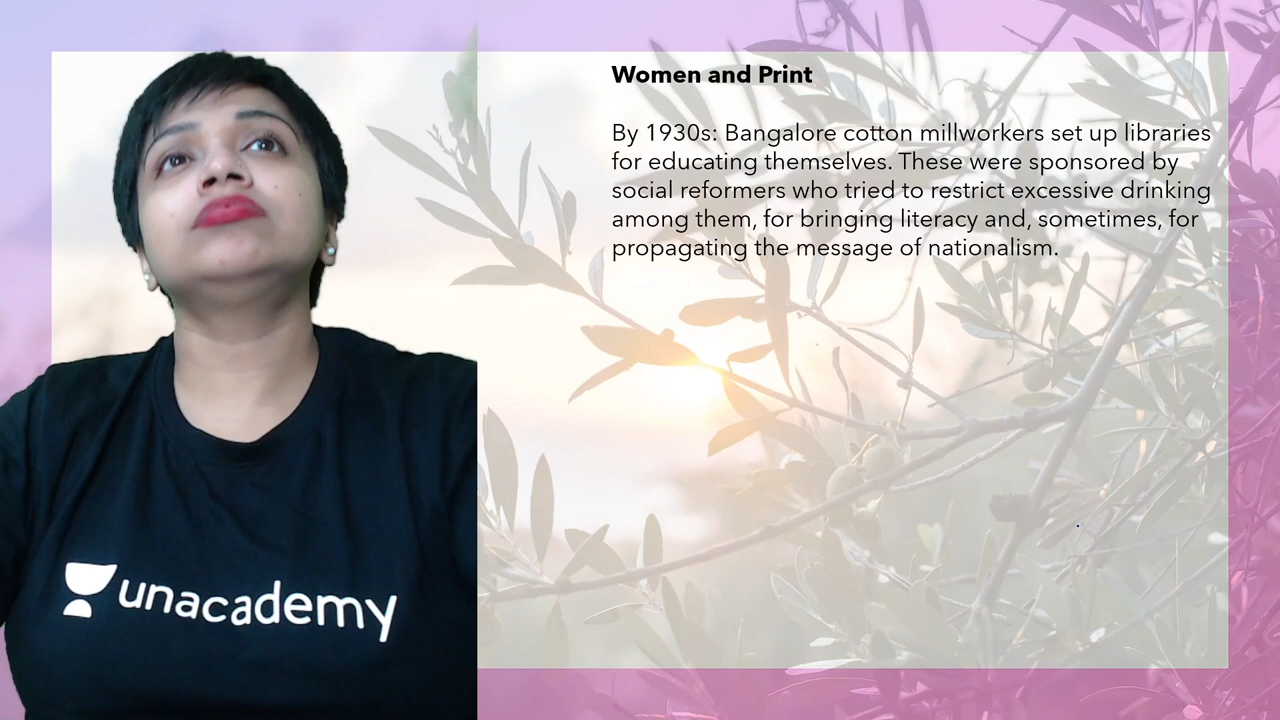 Women and Print
By 1930s: Bangalore cotton millworkers set up libraries
for educating themselves. These were sponsored by
social reformers who tried to restrict excessive drinking
among them, for bringing literacy and, sometimes, for
propagating the message of nationalism.
unacademy